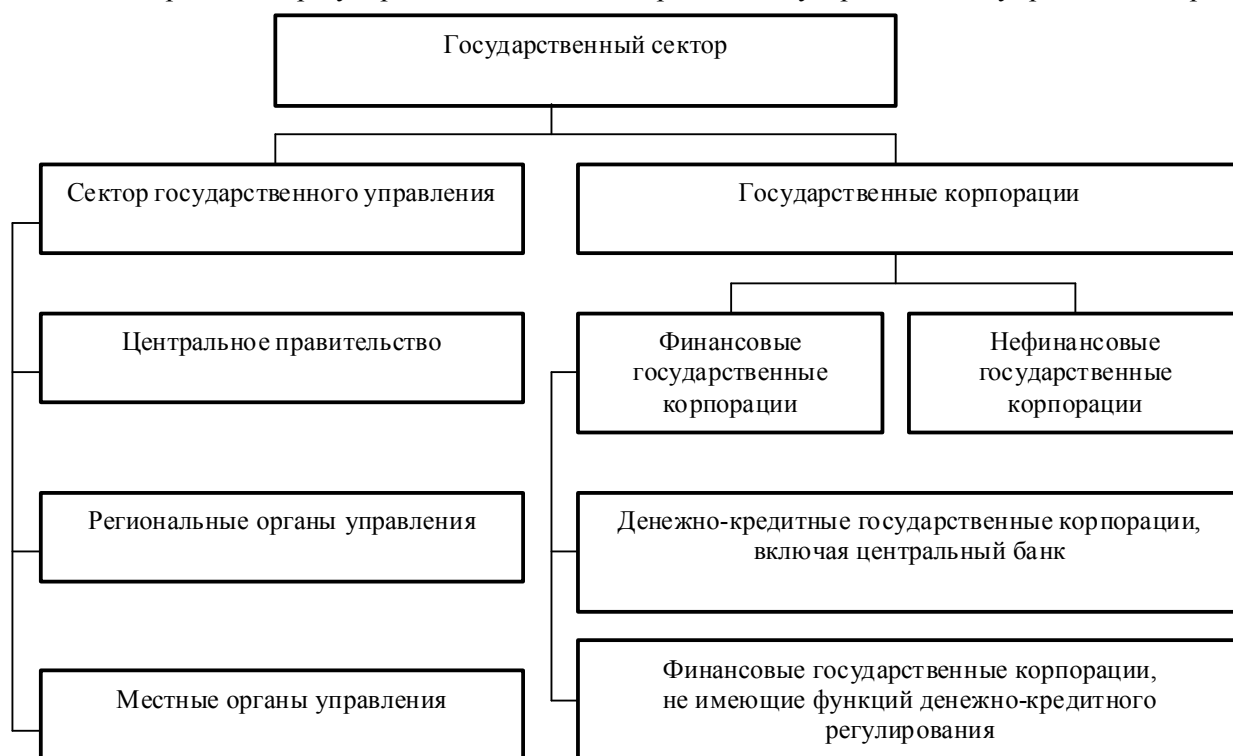 Государственный сектор
Сектор государственного управления
Государственные корпорации
Центральное правительство
Финансовые
государственные
корпорации
Нефинансовые
государственные
корпорации
Региональные органы управления
Денежно-кредитные государственные корпорации,
включая центральный банк
Местные органы управления
Финансовые государственные корпорации,
не имеющие функций денежно-кредитного
регулирования